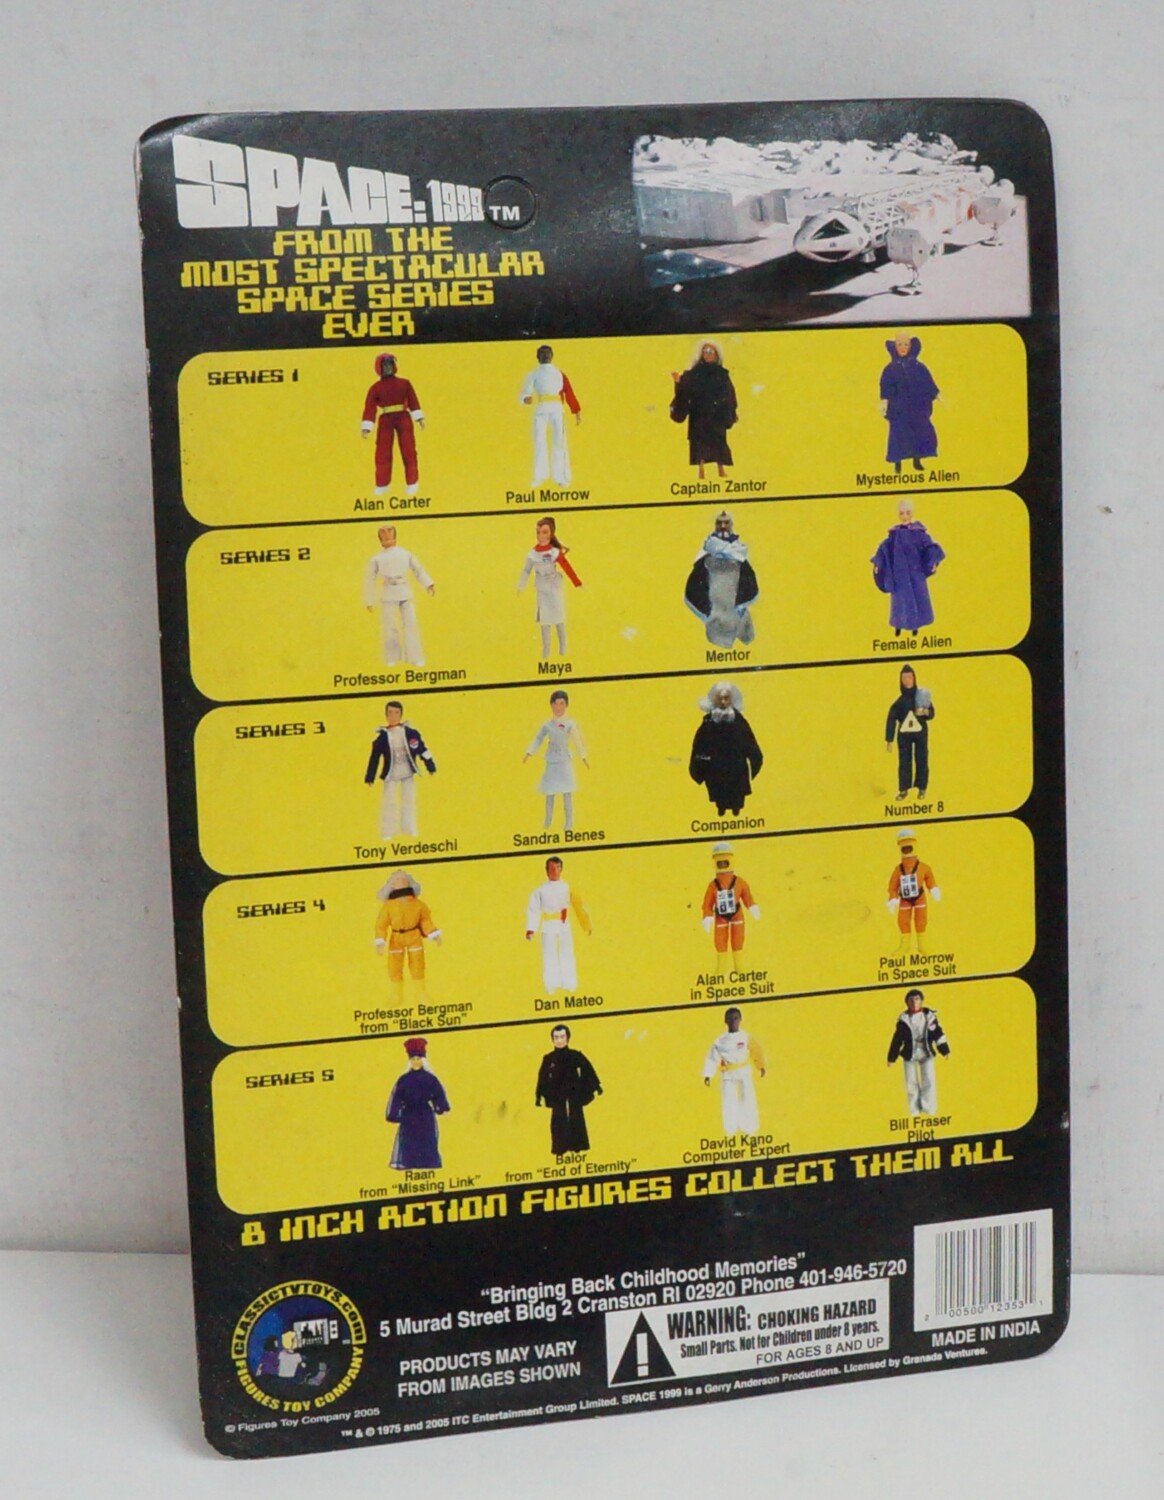 SPACE: 1999 TM
FROM THE
MOST SPECTACULAR
SPACE SERIES
EVER
SERIES 1
Alan Carter
Paul Morrow
Captain Zantor
Mysterious Alien
SERIES 2
Professor Bergman
Maya
Mentor
Female Alien
SERIES 3
Tony Verdeschi
Sandra Benes
Companion
Number 8
SERIES 4
Professor Bergman
from "Black Sun"
Dan Mateo
Alan Carter
in Space Suit
Paul Morrow
in Space Suit
SERIES 5
Raan
from "Missing Link"
Balor
from "End of Eternity"
David Kano
Computer Expert
Bill Fraser
Pilot
8 INCH ACTION FIGURES COLLECT THEM ALL
"Bringing Back Childhood Memories"
5 Murad Street Bldg 2 Cranston RI 02920 Phone 401-946-5720
CLASSICTVTOYS.COM
FIGURES TOY COMPANY
© Figures Toy Company 2005
PRODUCTS MAY VARY
FROM IMAGES SHOWN
WARNING: CHOKING HAZARD
Small Parts. Not for Children under 8 years.
FOR AGES 8 AND UP
2 00500 12353 1
MADE IN INDIA
™ & © 1975 and 2005 ITC Entertainment Group Limited. SPACE 1999 is a Gerry Anderson Productions. Licensed by Granada Ventures.